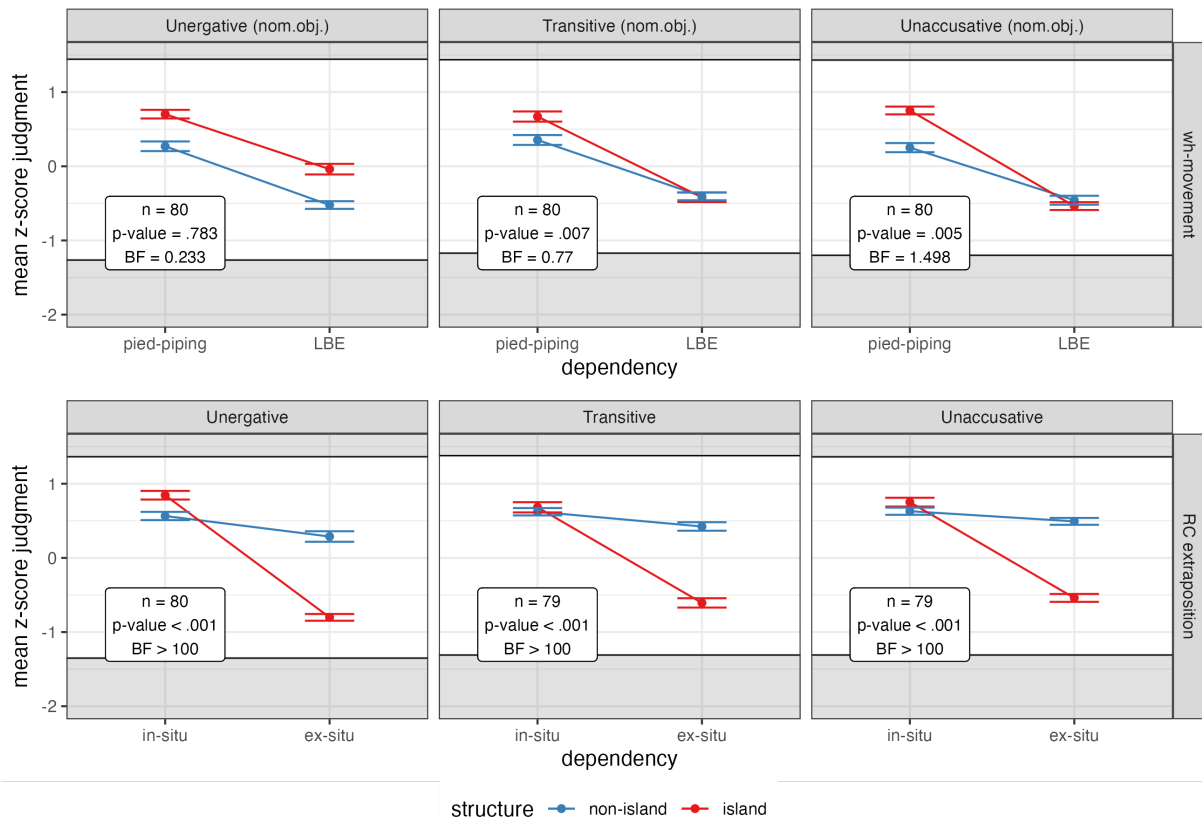 Unergative (nom.obj.) Transitive (nom.obj.) Unaccusative (nom.obj.)
mean z-score judgment
1
0
-1
-2
n = 80
p-value = .783
BF = 0.233
n = 80
p-value = .007
BF = 0.77
n = 80
p-value = .005
BF = 1.498
wh-movement
pied-piping LBE pied-piping LBE pied-piping LBE
dependency
Unergative Transitive Unaccusative
mean z-score judgment
1
0
-1
-2
n = 80
p-value < .001
BF > 100
n = 79
p-value < .001
BF > 100
n = 79
p-value < .001
BF > 100
RC extraposition
in-situ ex-situ in-situ ex-situ in-situ ex-situ
dependency
structure non-island island